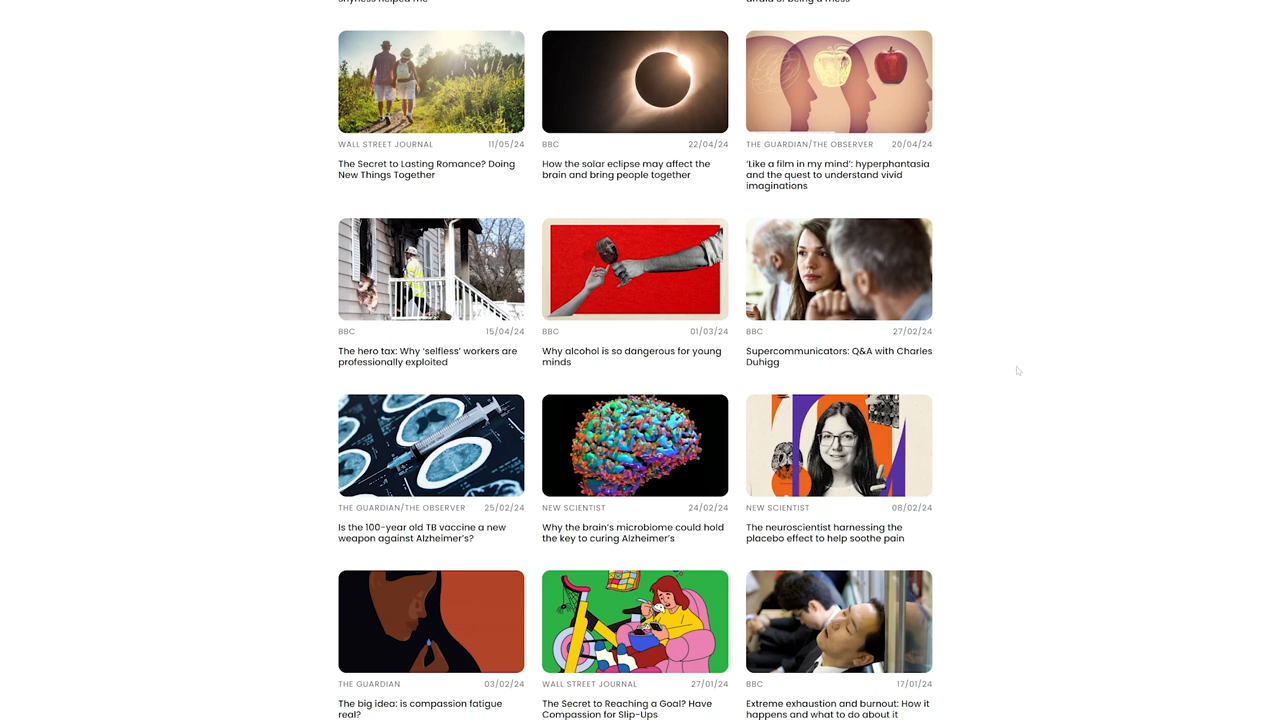 shyness helped me
afraid of being a mess
WALL STREET JOURNAL 11/05/24
The Secret to Lasting Romance? Doing
New Things Together
BBC 22/04/24
How the solar eclipse may affect the
brain and bring people together
THE GUARDIAN/THE OBSERVER 20/04/24
‘Like a film in my mind’: hyperphantasia
and the quest to understand vivid
imaginations
BBC 15/04/24
The hero tax: Why ‘selfless’ workers are
professionally exploited
BBC 01/03/24
Why alcohol is so dangerous for young
minds
BBC 27/02/24
Supercommunicators: Q&A with Charles
Duhigg
THE GUARDIAN/THE OBSERVER 25/02/24
Is the 100-year old TB vaccine a new
weapon against Alzheimer’s?
NEW SCIENTIST 24/02/24
Why the brain’s microbiome could hold
the key to curing Alzheimer’s
NEW SCIENTIST 08/02/24
The neuroscientist harnessing the
placebo effect to help soothe pain
THE GUARDIAN 03/02/24
The big idea: is compassion fatigue
real?
WALL STREET JOURNAL 27/01/24
The Secret to Reaching a Goal? Have
Compassion for Slip-Ups
BBC 17/01/24
Extreme exhaustion and burnout: How it
happens and what to do about it